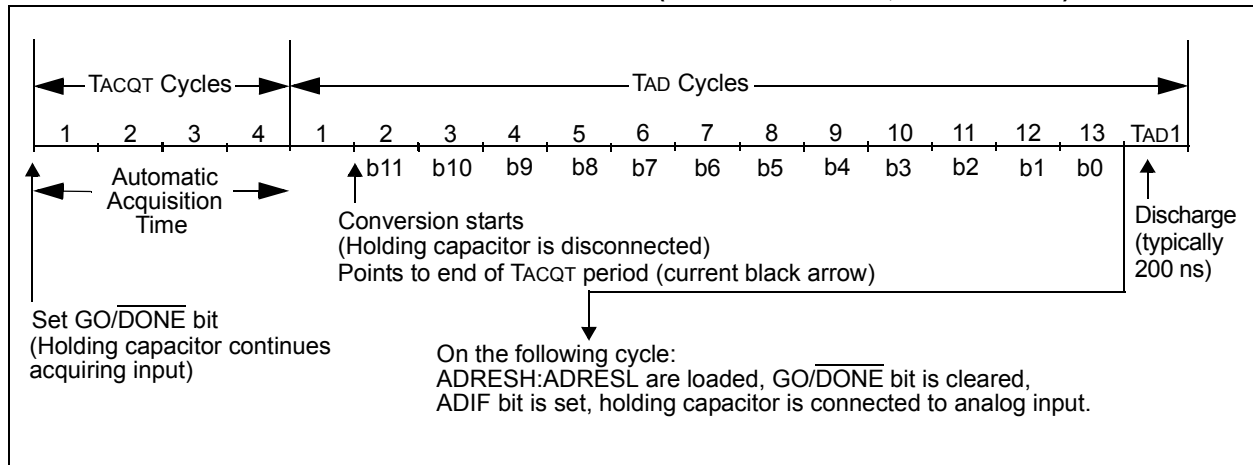 TACQT Cycles TAD Cycles
1 2 3 4 1 2 3 4 5 6 7 8 9 10 11 12 13 TAD1
b11 b10 b9 b8 b7 b6 b5 b4 b3 b2 b1 b0
Automatic
Acquisition
Time
Conversion starts
(Holding capacitor is disconnected)
Points to end of TACQT period (current black arrow)
Discharge
(typically
200 ns)
Set GO/DONE bit
(Holding capacitor continues
acquiring input)
On the following cycle:
ADRESH:ADRESL are loaded, GO/DONE bit is cleared,
ADIF bit is set, holding capacitor is connected to analog input.